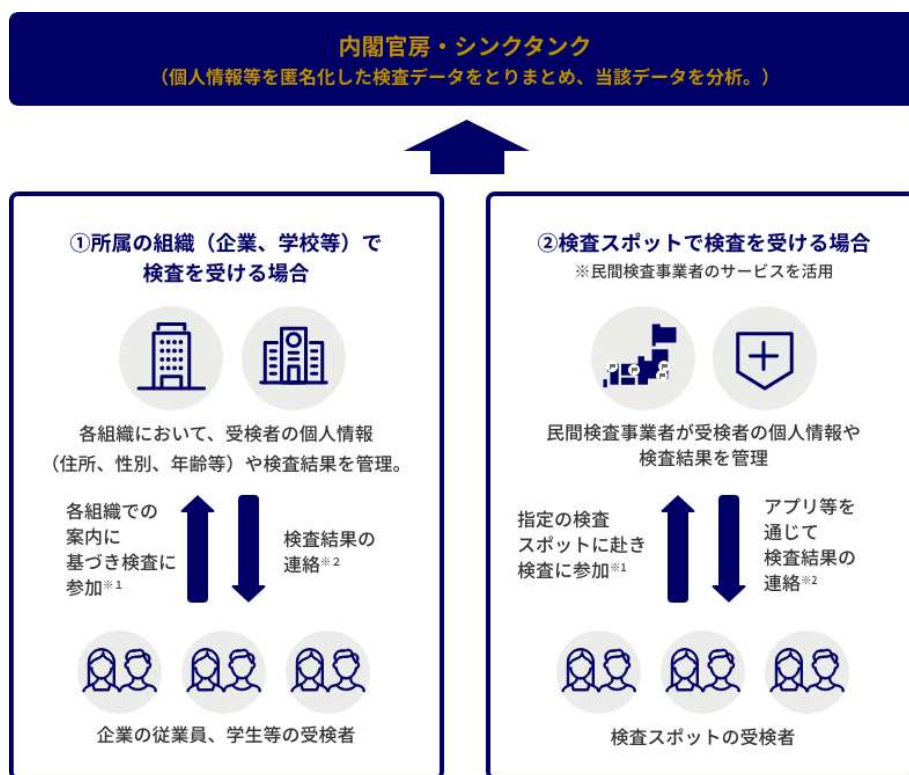 内閣官房・シンクタンク
（個人情報等を匿名化した検査データをとりまとめ、当該データを分析。）
①所属の組織（企業、学校等）で
検査を受ける場合
各組織において、受検者の個人情報
（住所、性別、年齢等）や検査結果を管理。
各組織での
案内に
基づき検査に
参加※1
検査結果の
連絡※2
企業の従業員、学生等の受検者
②検査スポットで検査を受ける場合
※民間検査事業者のサービスを活用
民間検査事業者が受検者の個人情報や
検査結果を管理
指定の検査
スポットに赴き
検査に参加※1
アプリ等を
通じて
検査結果の
連絡※2
検査スポットの受検者